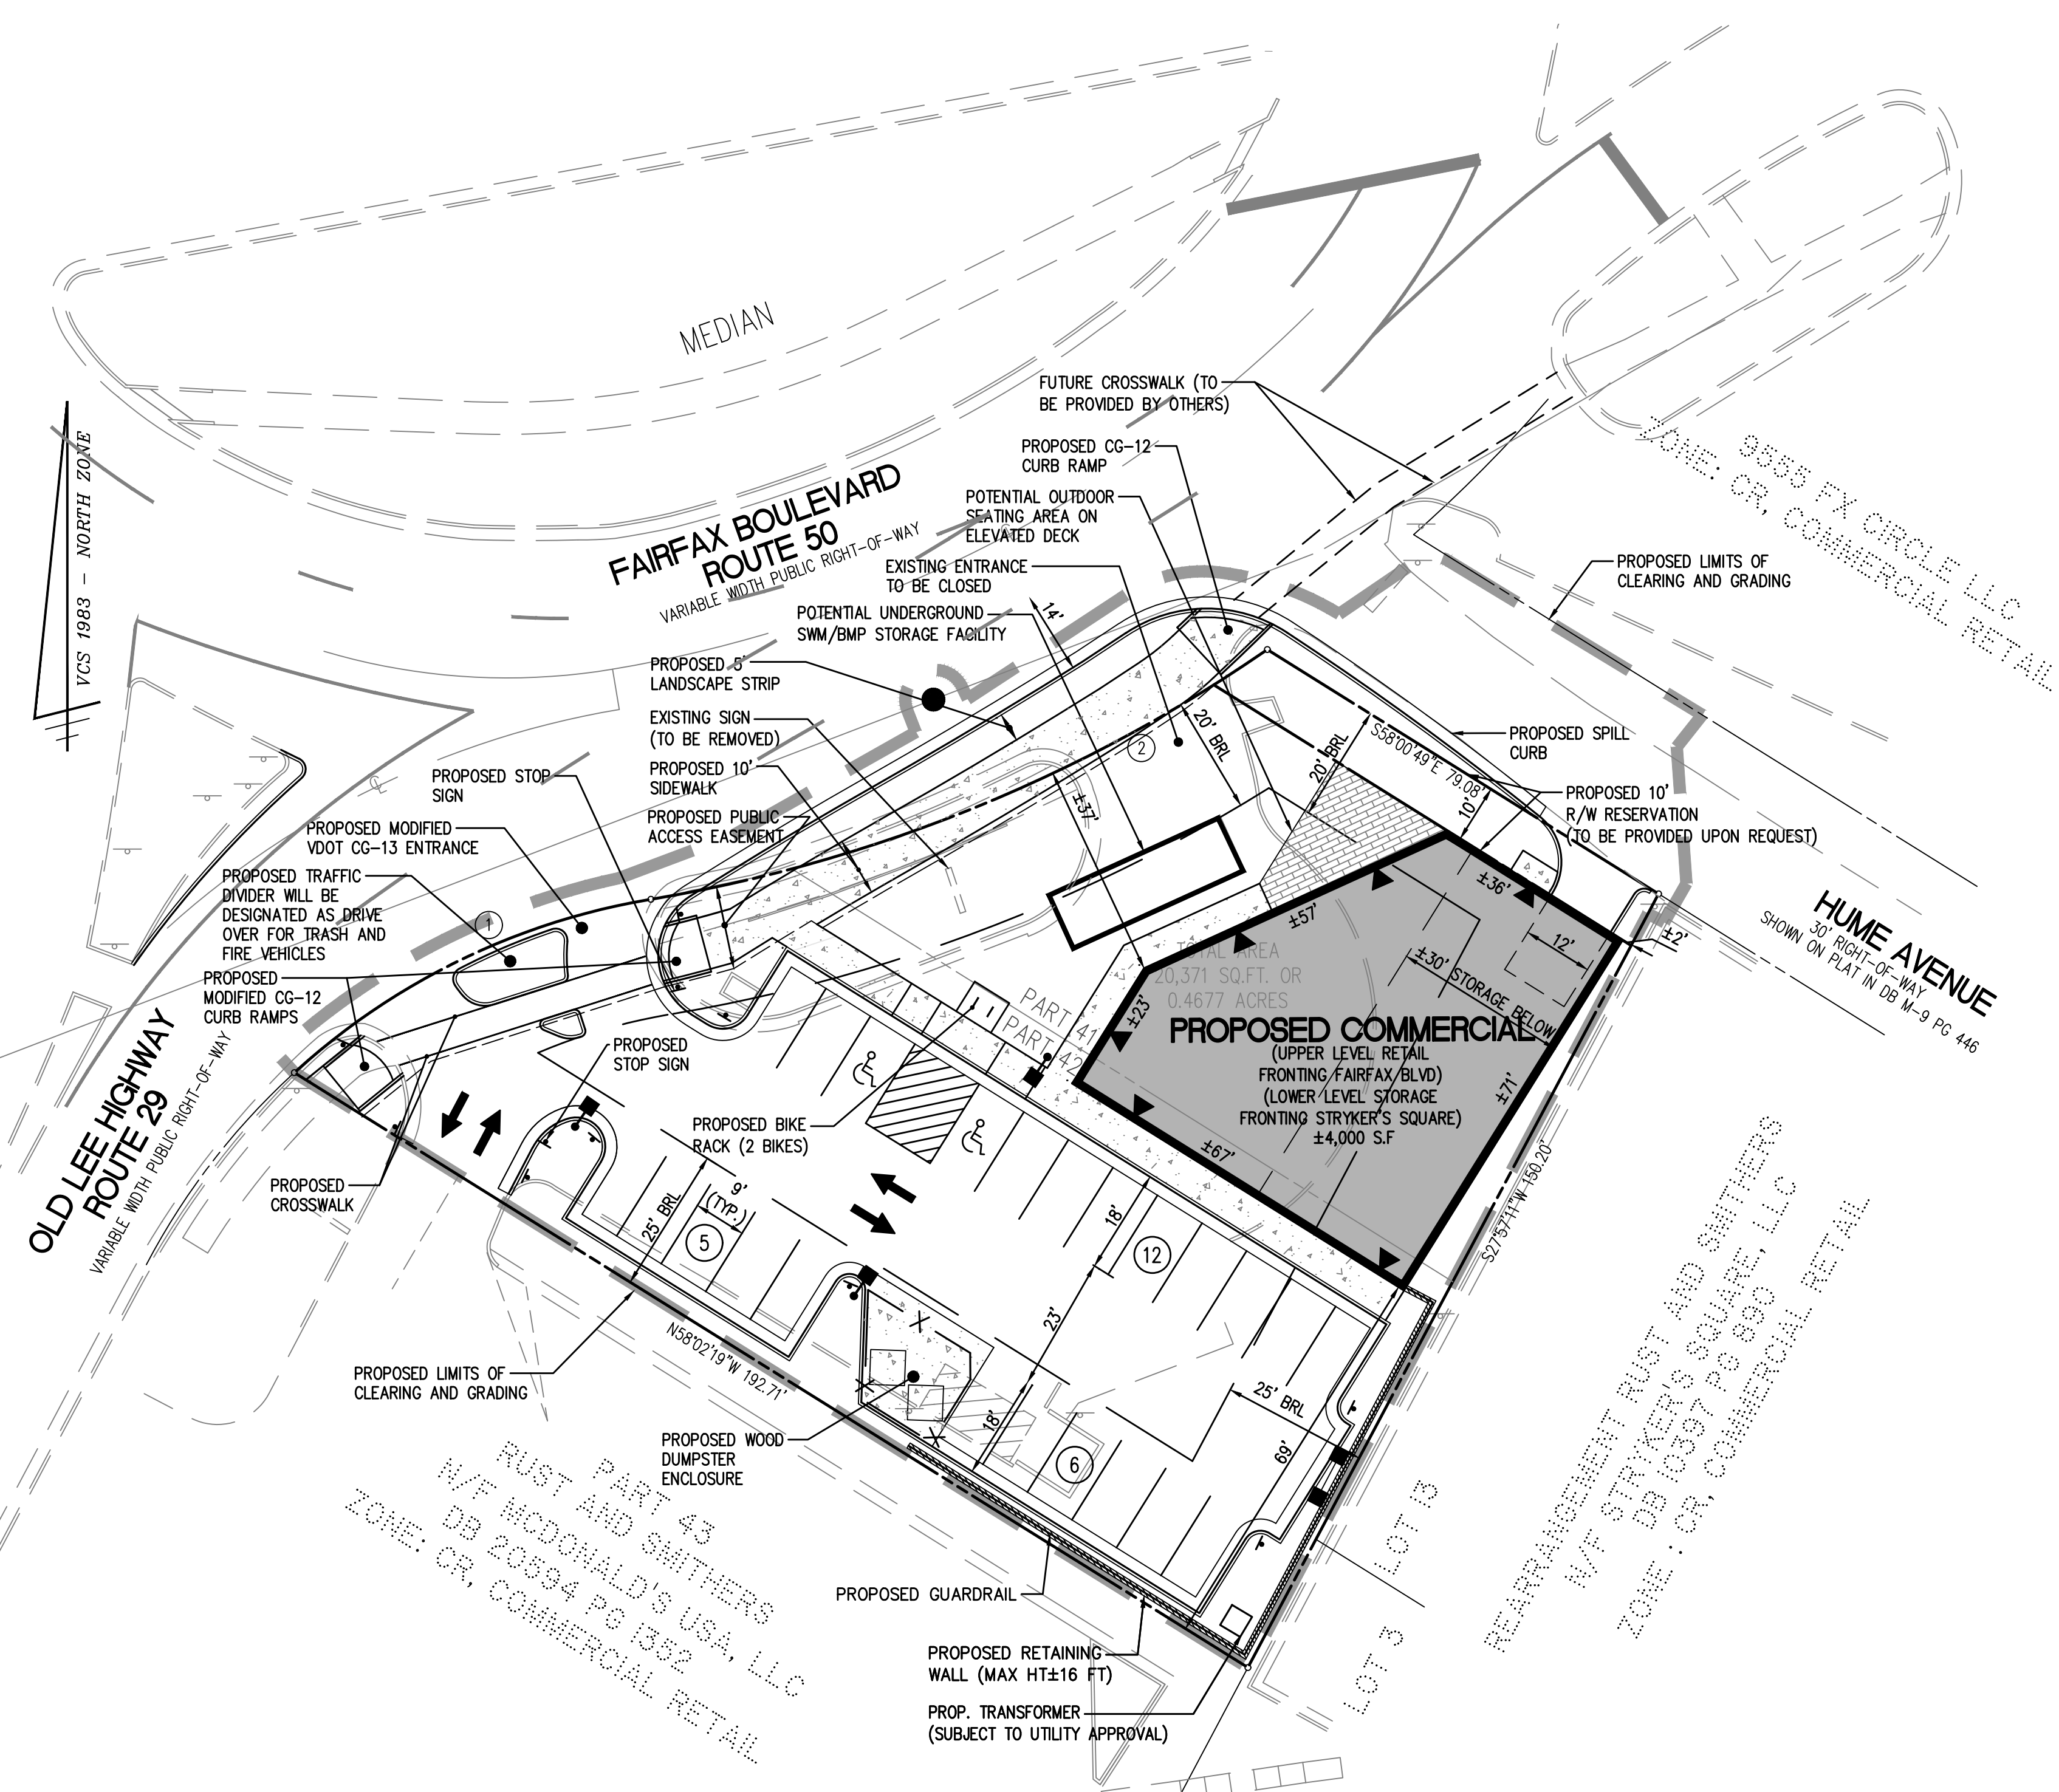 MEDIAN
VCS 1983 - NORTH ZONE
FAIRFAX BOULEVARD
ROUTE 50
VARIABLE WIDTH PUBLIC RIGHT-OF-WAY
FUTURE CROSSWALK (TO
BE PROVIDED BY OTHERS)
PROPOSED CG-12
CURB RAMP
POTENTIAL OUTDOOR
SEATING AREA ON
ELEVATED DECK
EXISTING ENTRANCE
TO BE CLOSED
POTENTIAL UNDERGROUND
SWM/BMP STORAGE FACILITY
PROPOSED 5'
LANDSCAPE STRIP
EXISTING SIGN
(TO BE REMOVED)
PROPOSED 10'
SIDEWALK
PROPOSED PUBLIC
ACCESS EASEMENT
PROPOSED STOP
SIGN
PROPOSED MODIFIED
VDOT CG-13 ENTRANCE
PROPOSED TRAFFIC
DIVIDER WILL BE
DESIGNATED AS DRIVE
OVER FOR TRASH AND
FIRE VEHICLES
PROPOSED
MODIFIED CG-12
CURB RAMPS
9535 FX CIRCLE LLC
ZONE: CR, COMMERCIAL RETAIL
PROPOSED LIMITS OF
CLEARING AND GRADING
PROPOSED SPILL
CURB
PROPOSED 10'
R/W RESERVATION
(TO BE PROVIDED UPON REQUEST)
HUME AVENUE
30' RIGHT-OF-WAY
SHOWN ON PLAT IN DB M-9 PG 446
14'
2
20' BRL
20' BRL
S58°00'49"E 79.08'
10'
±37'
±36'
±57'
12'
±2'
1
TOTAL AREA
20,371 SQ.FT. OR
0.4677 ACRES
±30' STORAGE BELOW
±23'
PART 41
PART 42
PROPOSED COMMERCIAL
(UPPER LEVEL RETAIL
FRONTING FAIRFAX BLVD)
(LOWER LEVEL STORAGE
FRONTING STRYKER'S SQUARE)
±4,000 S.F
±71'
±67'
S27°57'11"W 150.20'
OLD LEE HIGHWAY
ROUTE 29
VARIABLE WIDTH PUBLIC RIGHT-OF-WAY
PROPOSED
STOP SIGN
PROPOSED BIKE
RACK (2 BIKES)
PROPOSED
CROSSWALK
25' BRL
9'
(TYP.)
5
18'
12
23'
18'
6
25' BRL
69'
N58°02'19"W 192.71'
PROPOSED LIMITS OF
CLEARING AND GRADING
PROPOSED WOOD
DUMPSTER
ENCLOSURE
PART 43
RUST AND SMITHERS
N/F MCDONALD'S USA, LLC
DB 20594 PG 1352
ZONE: CR, COMMERCIAL RETAIL
PROPOSED GUARDRAIL
PROPOSED RETAINING
WALL (MAX HT±16 FT)
PROP. TRANSFORMER
(SUBJECT TO UTILITY APPROVAL)
LOT 13
LOT 3
REARRANGEMENT RUST AND SMITHERS
N/F STRYKER'S SQUARE, LLC
DB 10597 PG 890
ZONE : CR, COMMERCIAL RETAIL